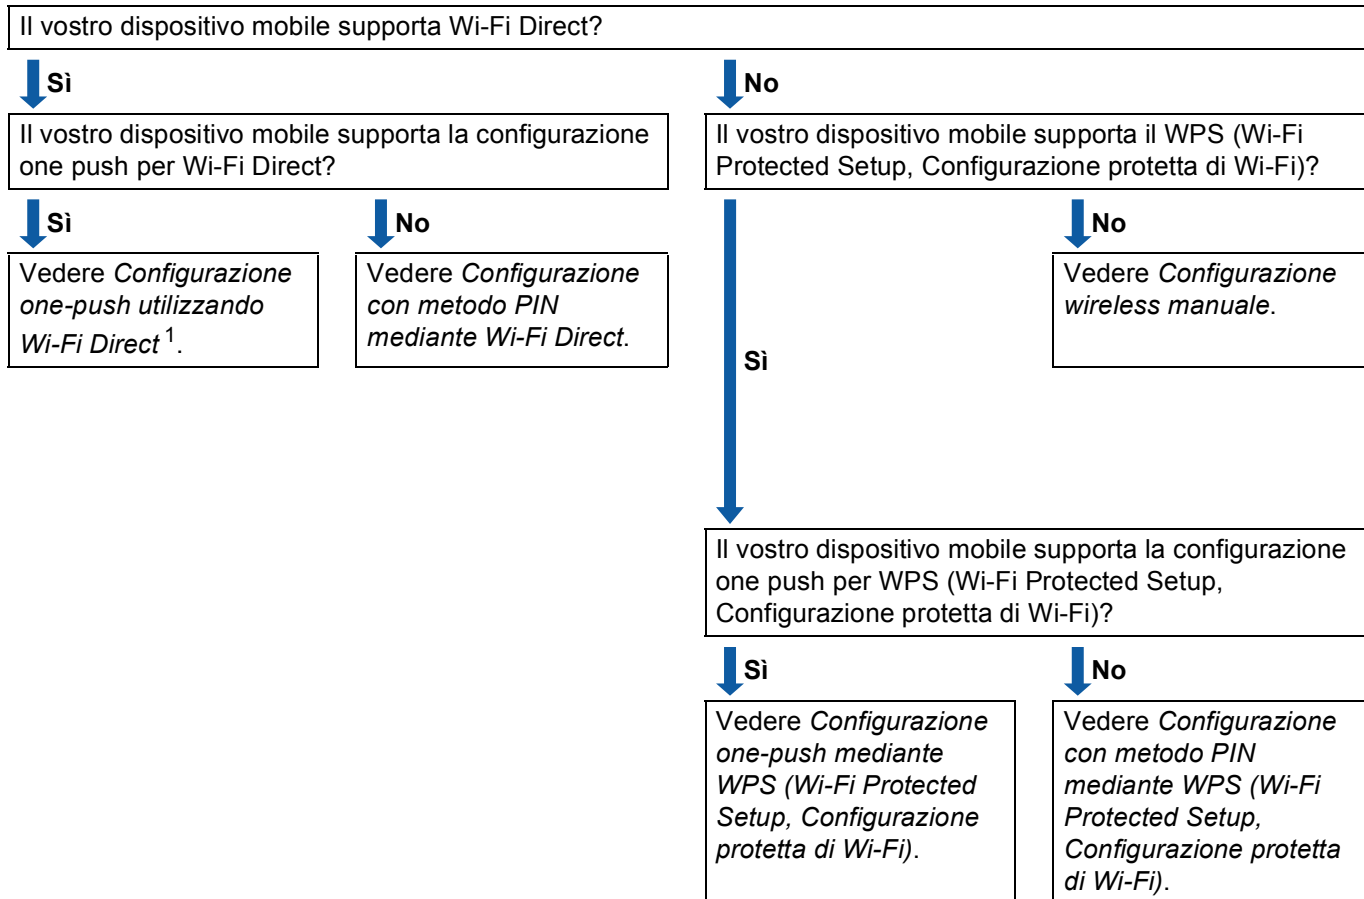 Il vostro dispositivo mobile supporta Wi-Fi Direct?
Sì
No
Il vostro dispositivo mobile supporta la configurazione
one push per Wi-Fi Direct?
Il vostro dispositivo mobile supporta il WPS (Wi-Fi
Protected Setup, Configurazione protetta di Wi-Fi)?
Sì
No
No
Vedere Configurazione
one-push utilizzando
Wi-Fi Direct 1.
Vedere Configurazione
con metodo PIN
mediante Wi-Fi Direct.
Vedere Configurazione
wireless manuale.
Sì
Il vostro dispositivo mobile supporta la configurazione
one push per WPS (Wi-Fi Protected Setup,
Configurazione protetta di Wi-Fi)?
Sì
No
Vedere Configurazione
one-push mediante
WPS (Wi-Fi Protected
Setup, Configurazione
protetta di Wi-Fi).
Vedere Configurazione
con metodo PIN
mediante WPS (Wi-Fi
Protected Setup,
Configurazione protetta
di Wi-Fi).